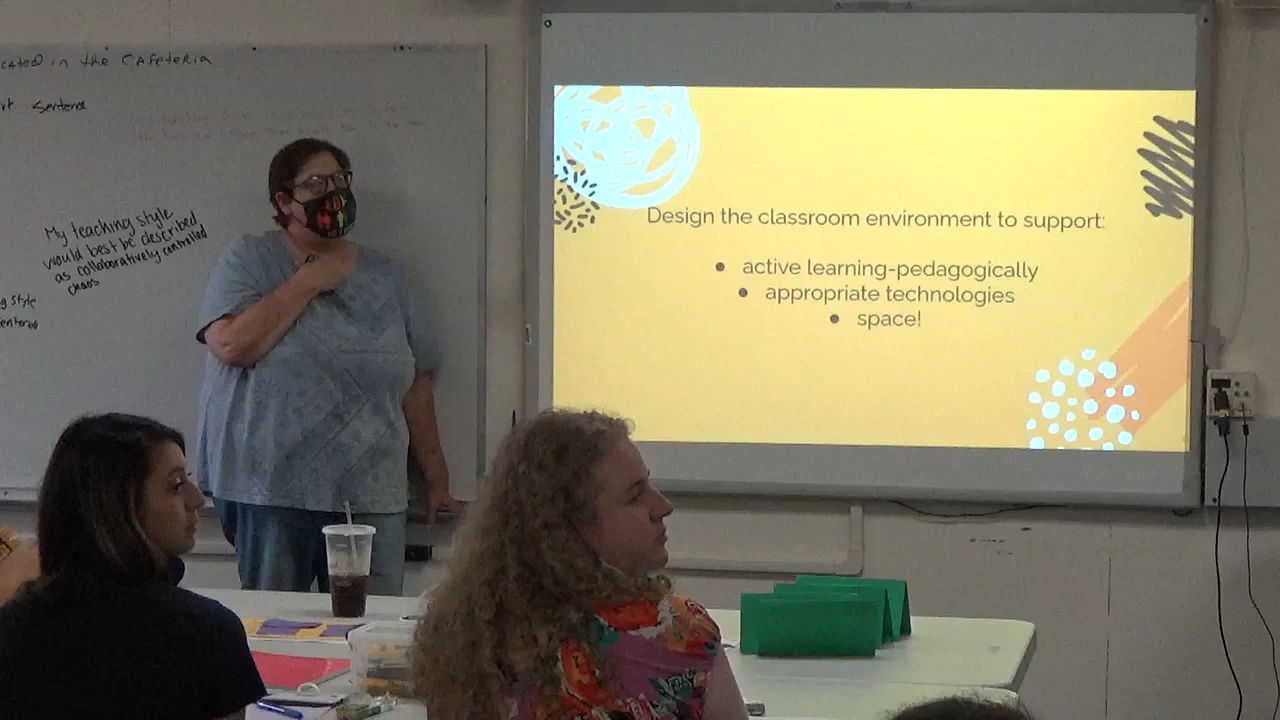 CATED in the CAFETERIA
Sentence
My teaching style
would best be described
as collaboratively controlled
chaos
g style
entered
Design the classroom environment to support:
● active learning-pedagogically
● appropriate technologies
● space!